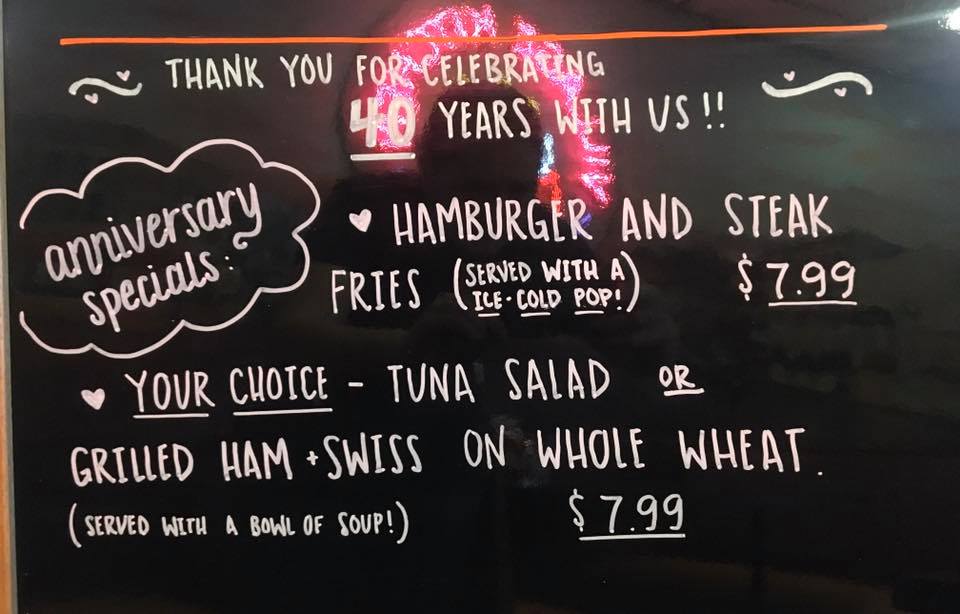 THANK YOU FOR CELEBRATING
40 YEARS WITH US!!
anniversary
specials:
HAMBURGER AND STEAK
FRIES (SERVED WITH A
ICE-COLD POP!) $7.99
YOUR CHOICE - TUNA SALAD OR
GRILLED HAM + SWISS ON WHOLE WHEAT.
(SERVED WITH A BOWL OF SOUP!) $7.99